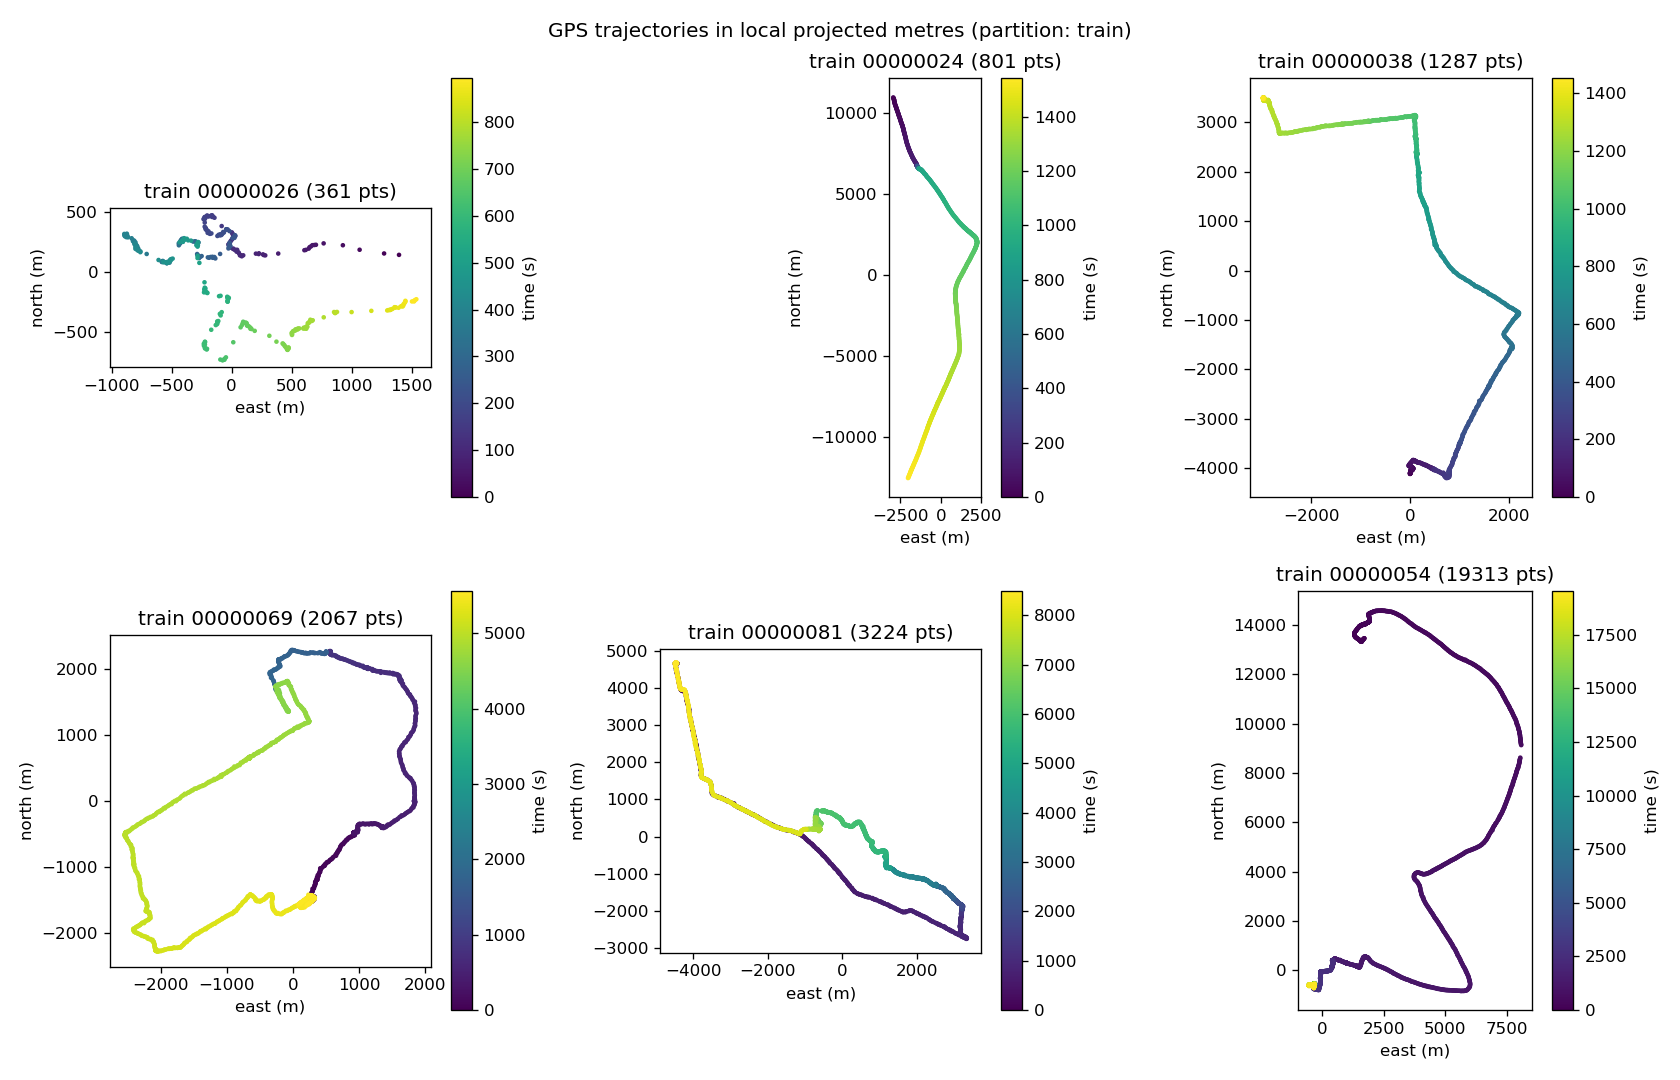 GPS trajectories in local projected metres (partition: train)
train 00000026 (361 pts)
500
0
−500
north (m)
−1000 −500 0 500 1000 1500
east (m)
800
700
600
500
400
300
200
100
0
time (s)
train 00000024 (801 pts)
10000
5000
0
−5000
−10000
north (m)
−2500 0 2500
east (m)
1400
1200
1000
800
600
400
200
0
time (s)
train 00000038 (1287 pts)
3000
2000
1000
0
−1000
−2000
−3000
−4000
north (m)
−2000 0 2000
east (m)
1400
1200
1000
800
600
400
200
0
time (s)
train 00000069 (2067 pts)
2000
1000
0
−1000
−2000
north (m)
−2000 −1000 0 1000 2000
east (m)
5000
4000
3000
2000
1000
0
time (s)
train 00000081 (3224 pts)
5000
4000
3000
2000
1000
0
−1000
−2000
−3000
north (m)
−4000 −2000 0 2000
east (m)
8000
7000
6000
5000
4000
3000
2000
1000
0
time (s)
train 00000054 (19313 pts)
14000
12000
10000
8000
6000
4000
2000
0
north (m)
0 2500 5000 7500
east (m)
17500
15000
12500
10000
7500
5000
2500
0
time (s)